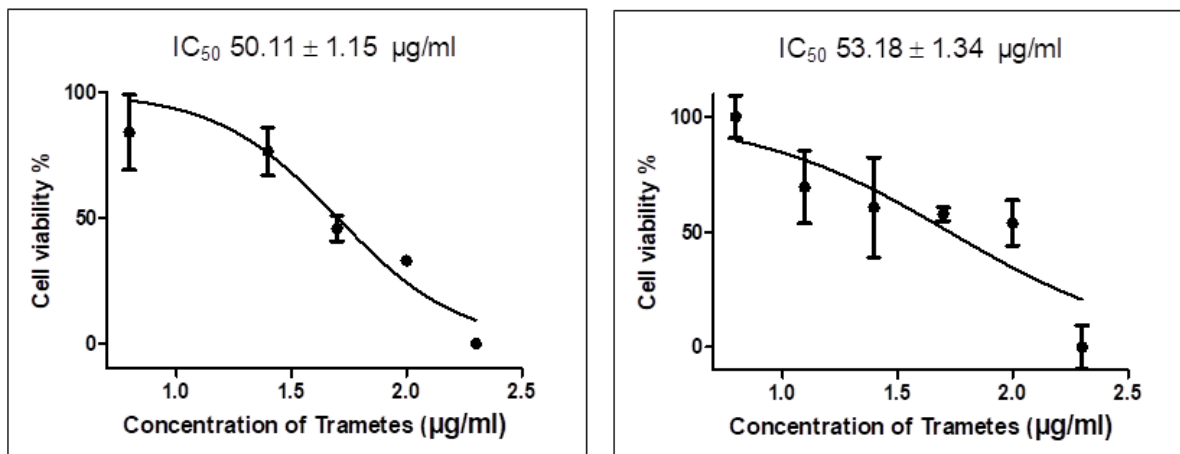 IC50 50.11 ± 1.15 µg/ml
100
50
0
Cell viability %
1.0 1.5 2.0 2.5
Concentration of Trametes (µg/ml)
IC50 53.18 ± 1.34 µg/ml
100
50
0
Cell viability %
1.0 1.5 2.0 2.5
Concentration of Trametes (µg/ml)